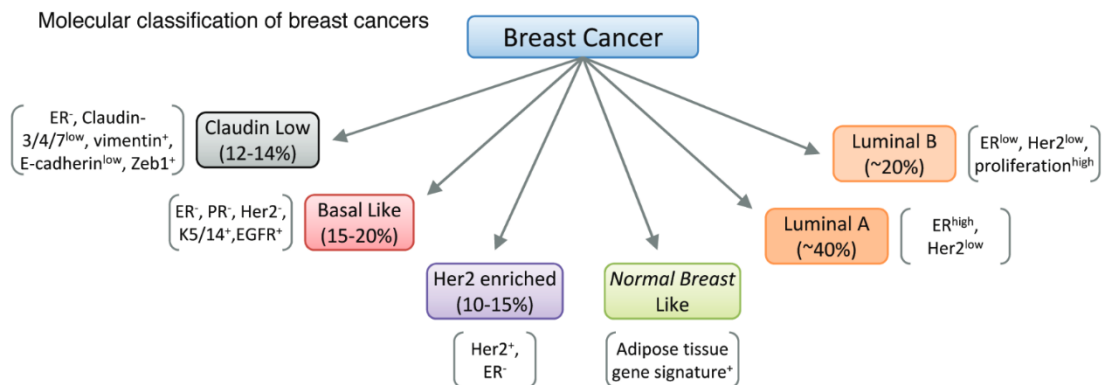 Molecular classification of breast cancers
Breast Cancer
ER⁻, Claudin-
3/4/7ˡᵒʷ, vimentin⁺,
E-cadherinˡᵒʷ, Zeb1⁺
Claudin Low
(12-14%)
ER⁻, PR⁻, Her2⁻,
K5/14⁺,EGFR⁺
Basal Like
(15-20%)
Her2 enriched
(10-15%)
Her2⁺,
ER⁻
Normal Breast
Like
Adipose tissue
gene signature⁺
Luminal A
(~40%)
ERʰⁱᵍʰ,
Her2ˡᵒʷ
Luminal B
(~20%)
ERˡᵒʷ, Her2ˡᵒʷ,
proliferationʰⁱᵍʰ